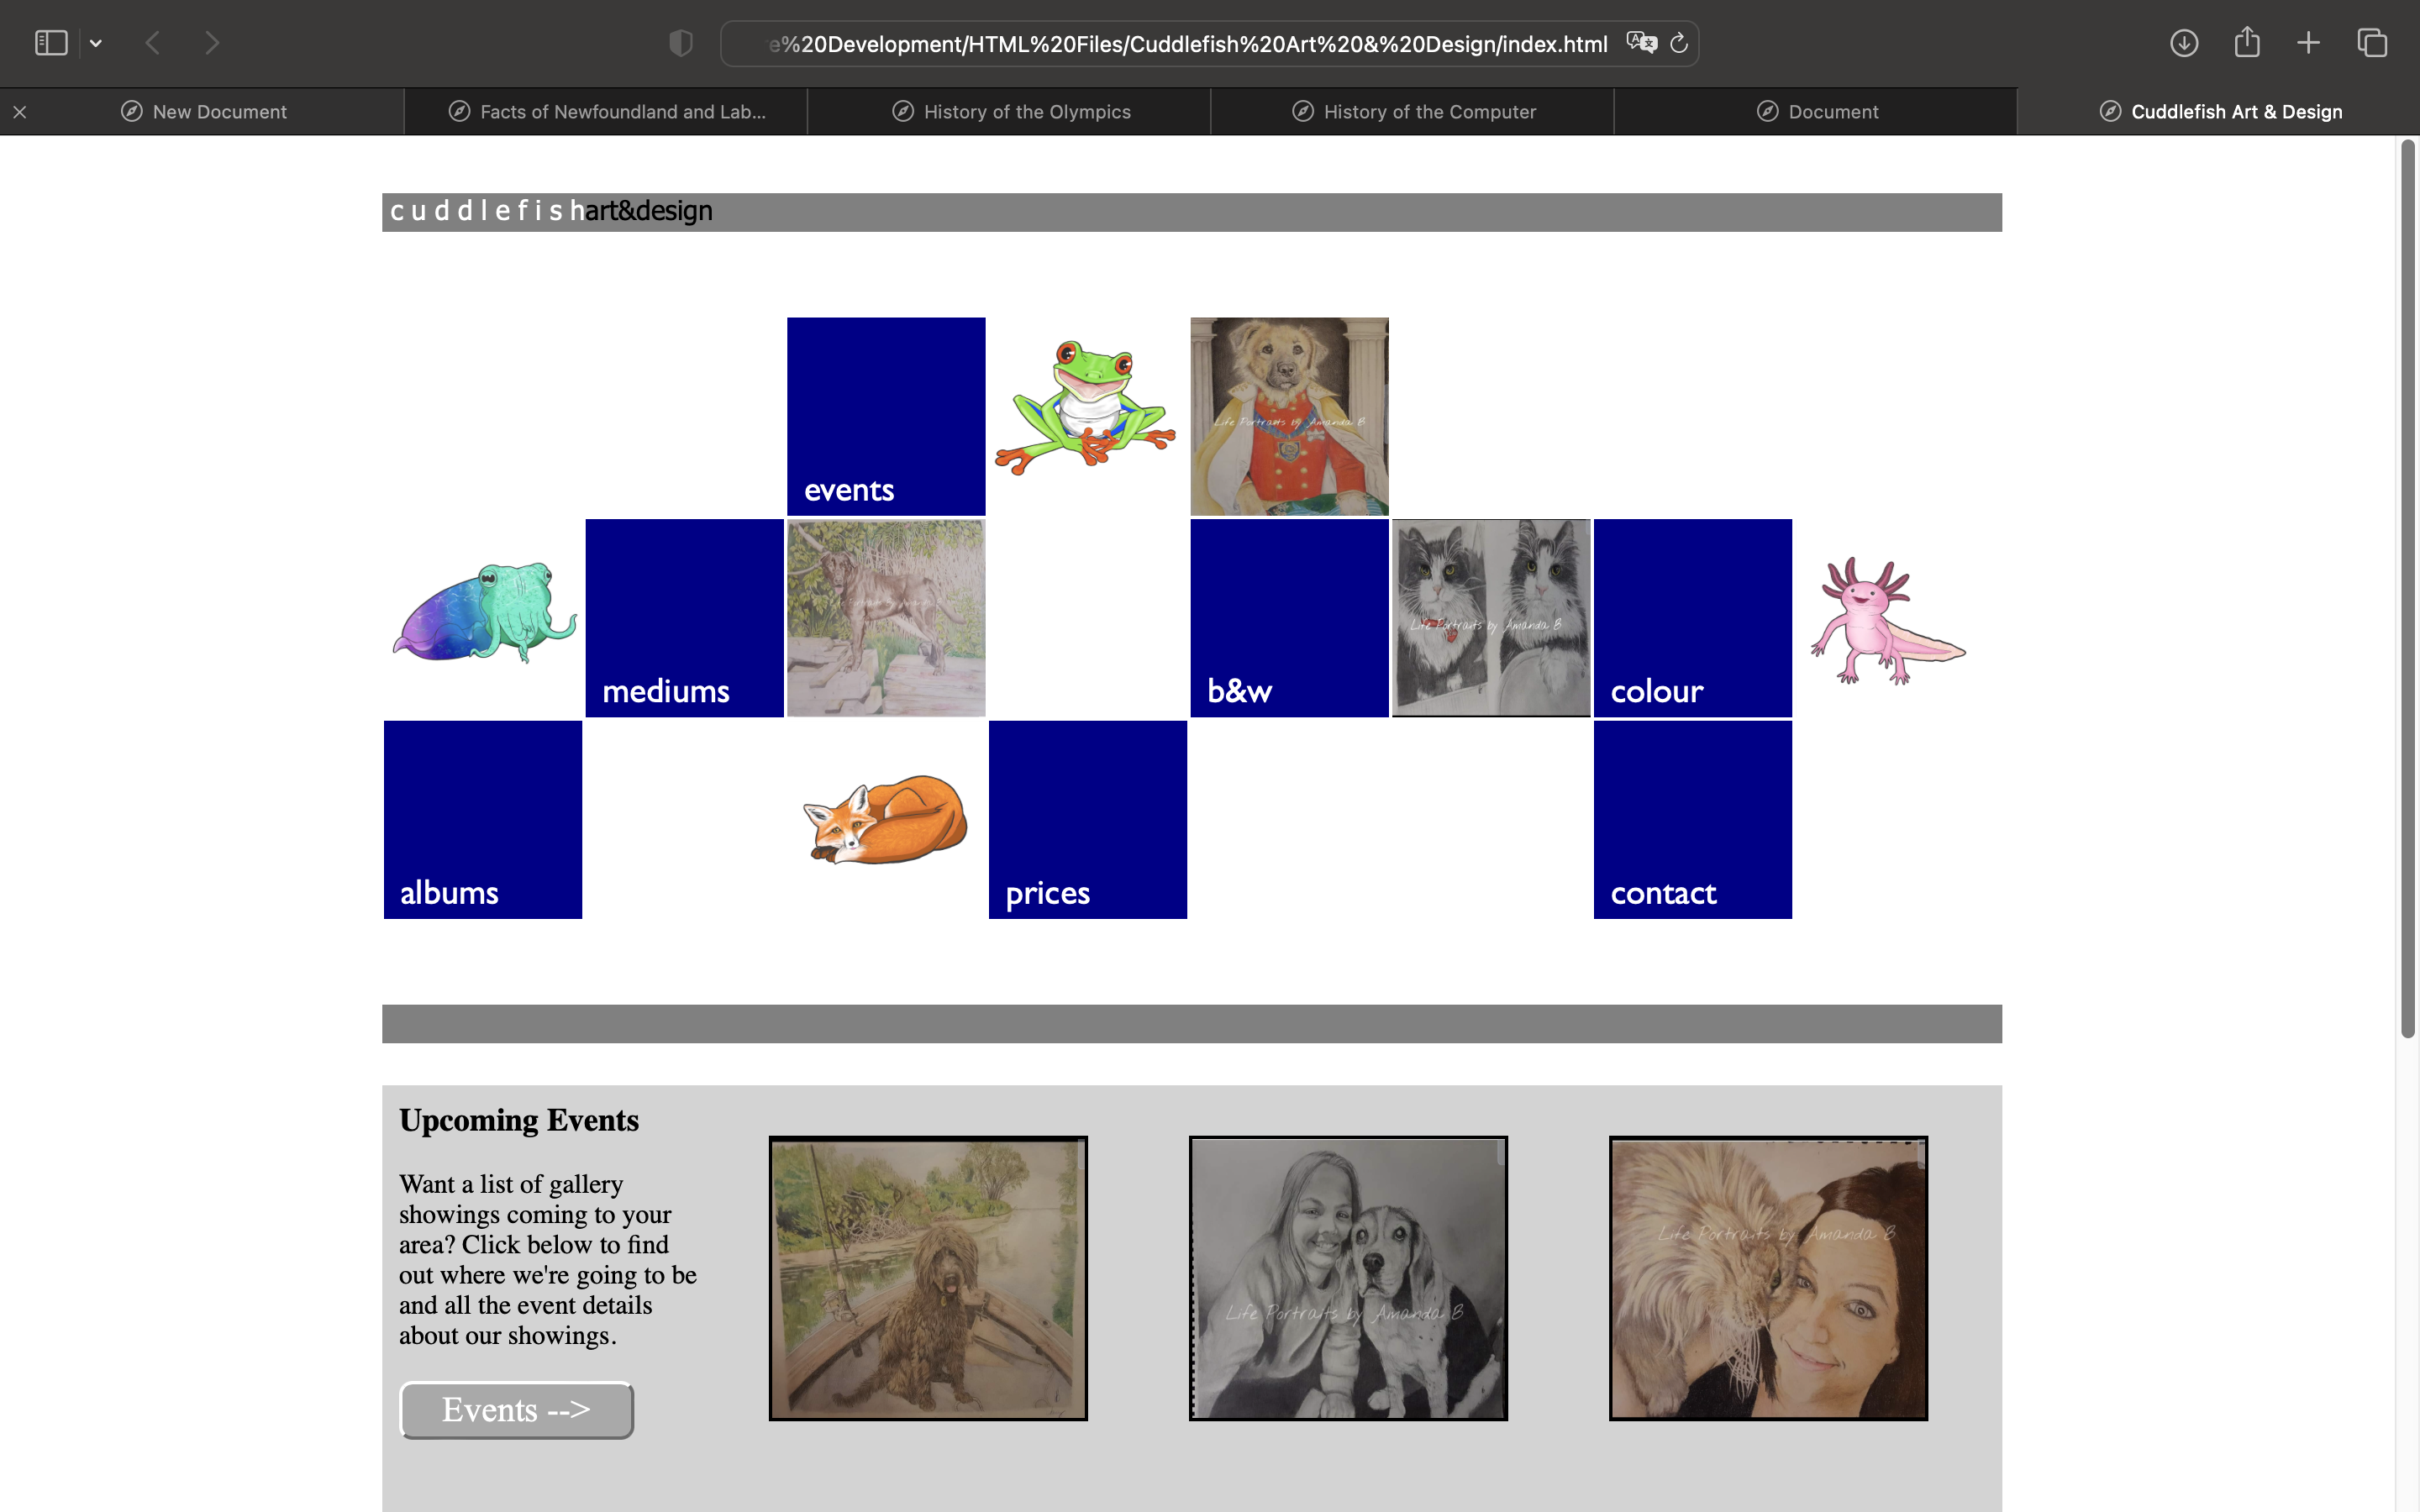 e%20Development/HTML%20Files/Cuddlefish%20Art%20&%20Design/index.html
New Document
Facts of Newfoundland and Lab...
History of the Olympics
History of the Computer
Document
Cuddlefish Art & Design
cuddlefishart&design
events
Life Portraits by Amanda B
mediums
b&w
Life Portraits by Amanda B
colour
albums
prices
contact
Upcoming Events
Want a list of gallery
showings coming to your
area? Click below to find
out where we're going to be
and all the event details
about our showings.
Events -->
Life Portraits by Amanda B
Life Portraits by Amanda B